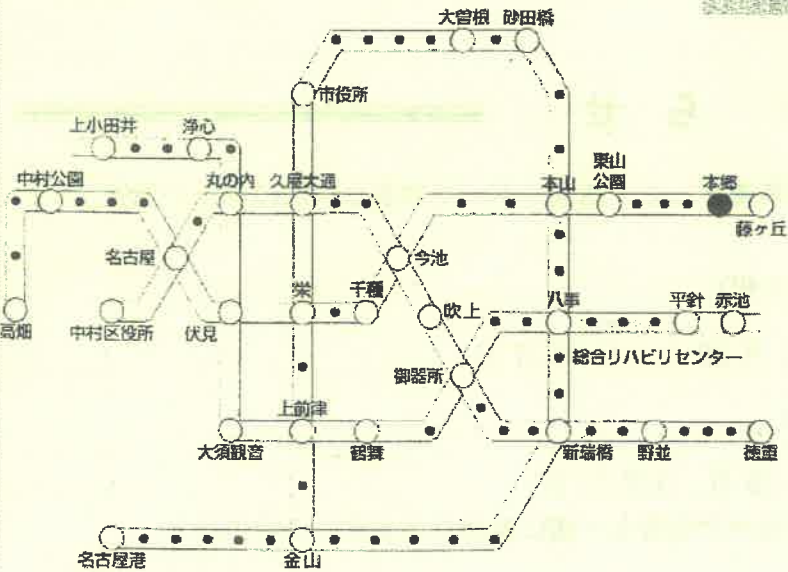 大曽根 砂田橋
市役所
らせ
上小田井 浄心
東山
公園
中村公園 丸の内 久屋大通 本山 本郷
藤ヶ丘
名古屋 今池
栄 千種
高畑 中村区役所 伏見 吹上 八事 平針 赤池
総合リハビリセンター
御器所
上前津
大須観音 鶴舞 新瑞橋 野並 徳重
名古屋港 金山